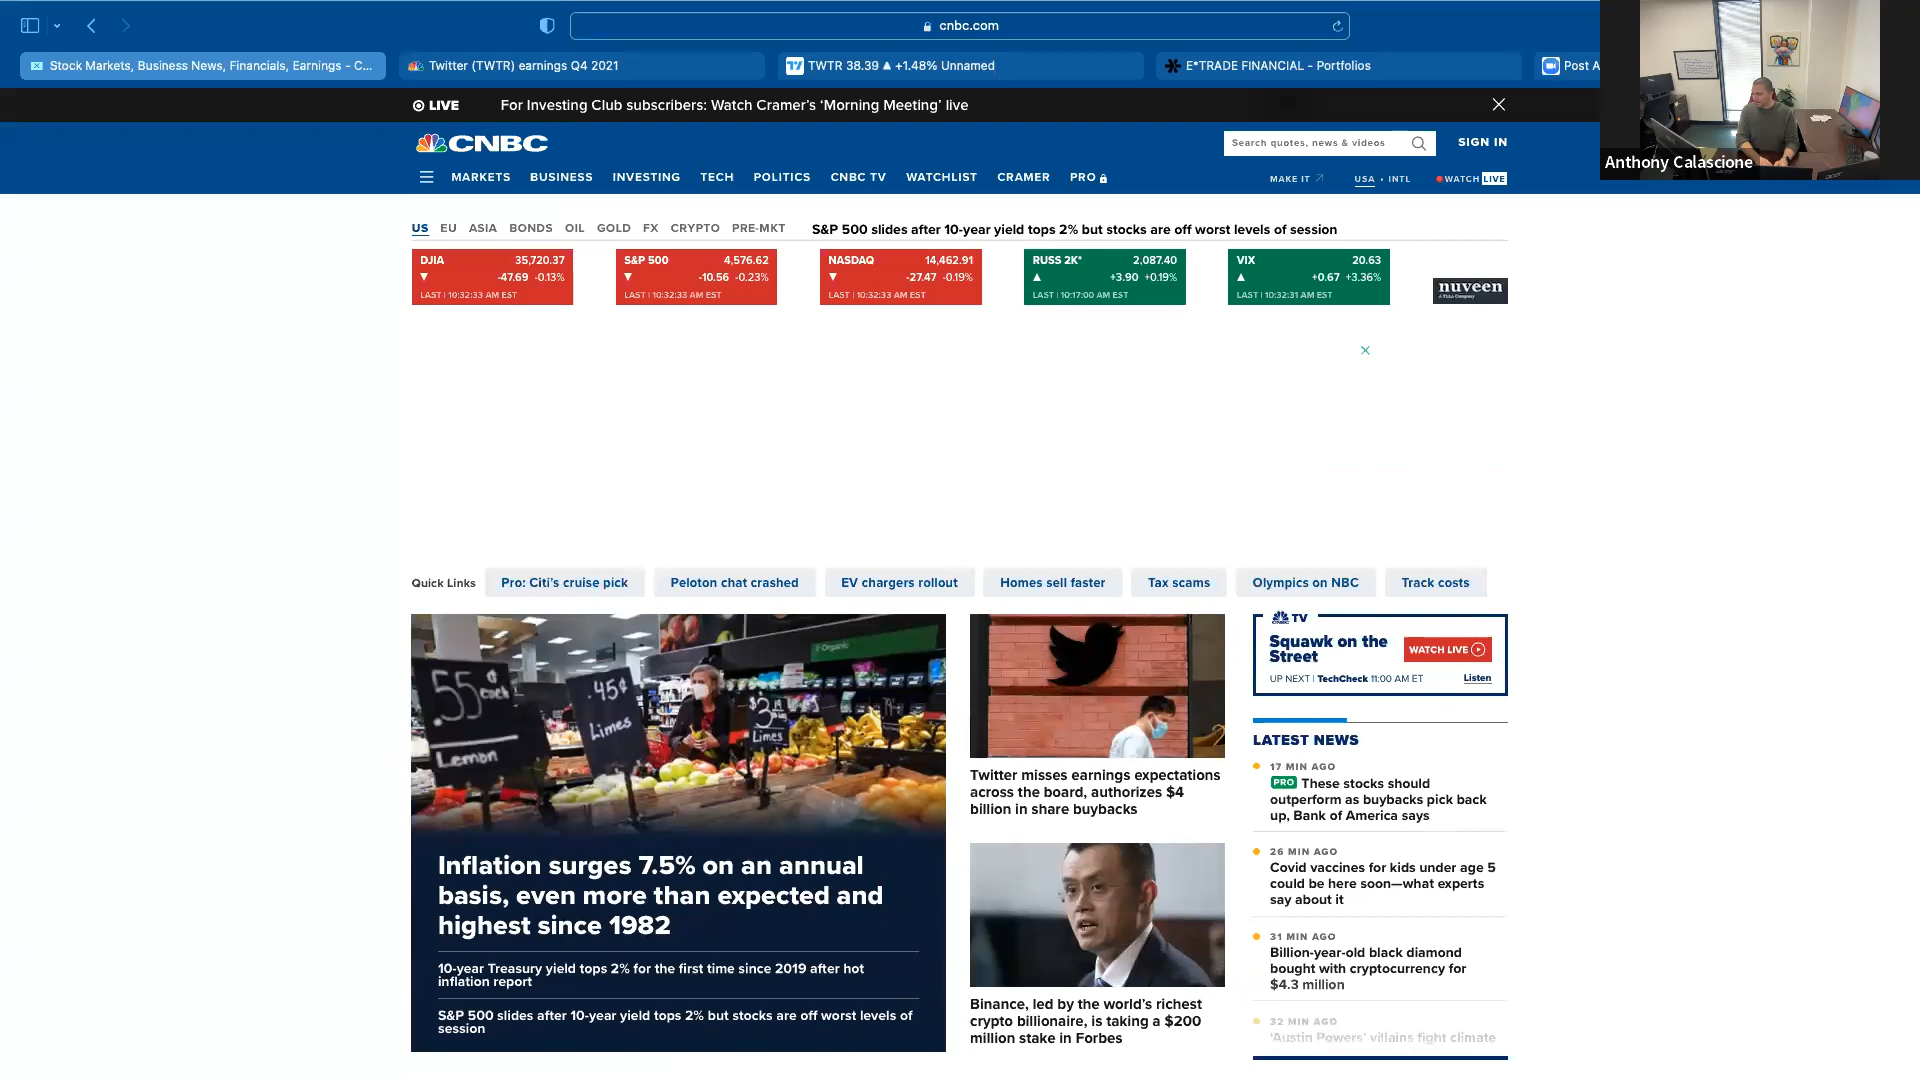 cnbc.com
Stock Markets, Business News, Financials, Earnings - C...
Twitter (TWTR) earnings Q4 2021
TWTR 38.39 ▲ +1.48% Unnamed
E*TRADE FINANCIAL - Portfolios
Post A
LIVE
For Investing Club subscribers: Watch Cramer's 'Morning Meeting' live
Anthony Calascione
CNBC
Search quotes, news & videos
SIGN IN
MARKETS BUSINESS INVESTING TECH POLITICS CNBC TV WATCHLIST CRAMER PRO
MAKE IT
USA • INTL
WATCH LIVE
US EU ASIA BONDS OIL GOLD FX CRYPTO PRE-MKT
S&P 500 slides after 10-year yield tops 2% but stocks are off worst levels of session
DJIA 35,720.37
▼ -47.69 -0.13%
LAST | 10:32:33 AM EST
S&P 500 4,576.62
▼ -10.56 -0.23%
LAST | 10:32:33 AM EST
NASDAQ 14,462.91
▼ -27.47 -0.19%
LAST | 10:32:33 AM EST
RUSS 2K* 2,087.40
▲ +3.90 +0.19%
LAST | 10:17:00 AM EST
VIX 20.63
▲ +0.67 +3.36%
LAST | 10:32:31 AM EST
nuveen
Quick Links
Pro: Citi's cruise pick
Peloton chat crashed
EV chargers rollout
Homes sell faster
Tax scams
Olympics on NBC
Track costs
55¢
each
Lemon
.45¢
Limes
Limes
Organic
Inflation surges 7.5% on an annual
basis, even more than expected and
highest since 1982
10-year Treasury yield tops 2% for the first time since 2019 after hot
inflation report
S&P 500 slides after 10-year yield tops 2% but stocks are off worst levels of
session
Twitter misses earnings expectations
across the board, authorizes $4
billion in share buybacks
Binance, led by the world's richest
crypto billionaire, is taking a $200
million stake in Forbes
TV
Squawk on the
Street
WATCH LIVE
UP NEXT | TechCheck 11:00 AM ET
Listen
LATEST NEWS
17 MIN AGO
PRO These stocks should
outperform as buybacks pick back
up, Bank of America says
26 MIN AGO
Covid vaccines for kids under age 5
could be here soon—what experts
say about it
31 MIN AGO
Billion-year-old black diamond
bought with cryptocurrency for
$4.3 million
32 MIN AGO
'Austin Powers' villains fight climate